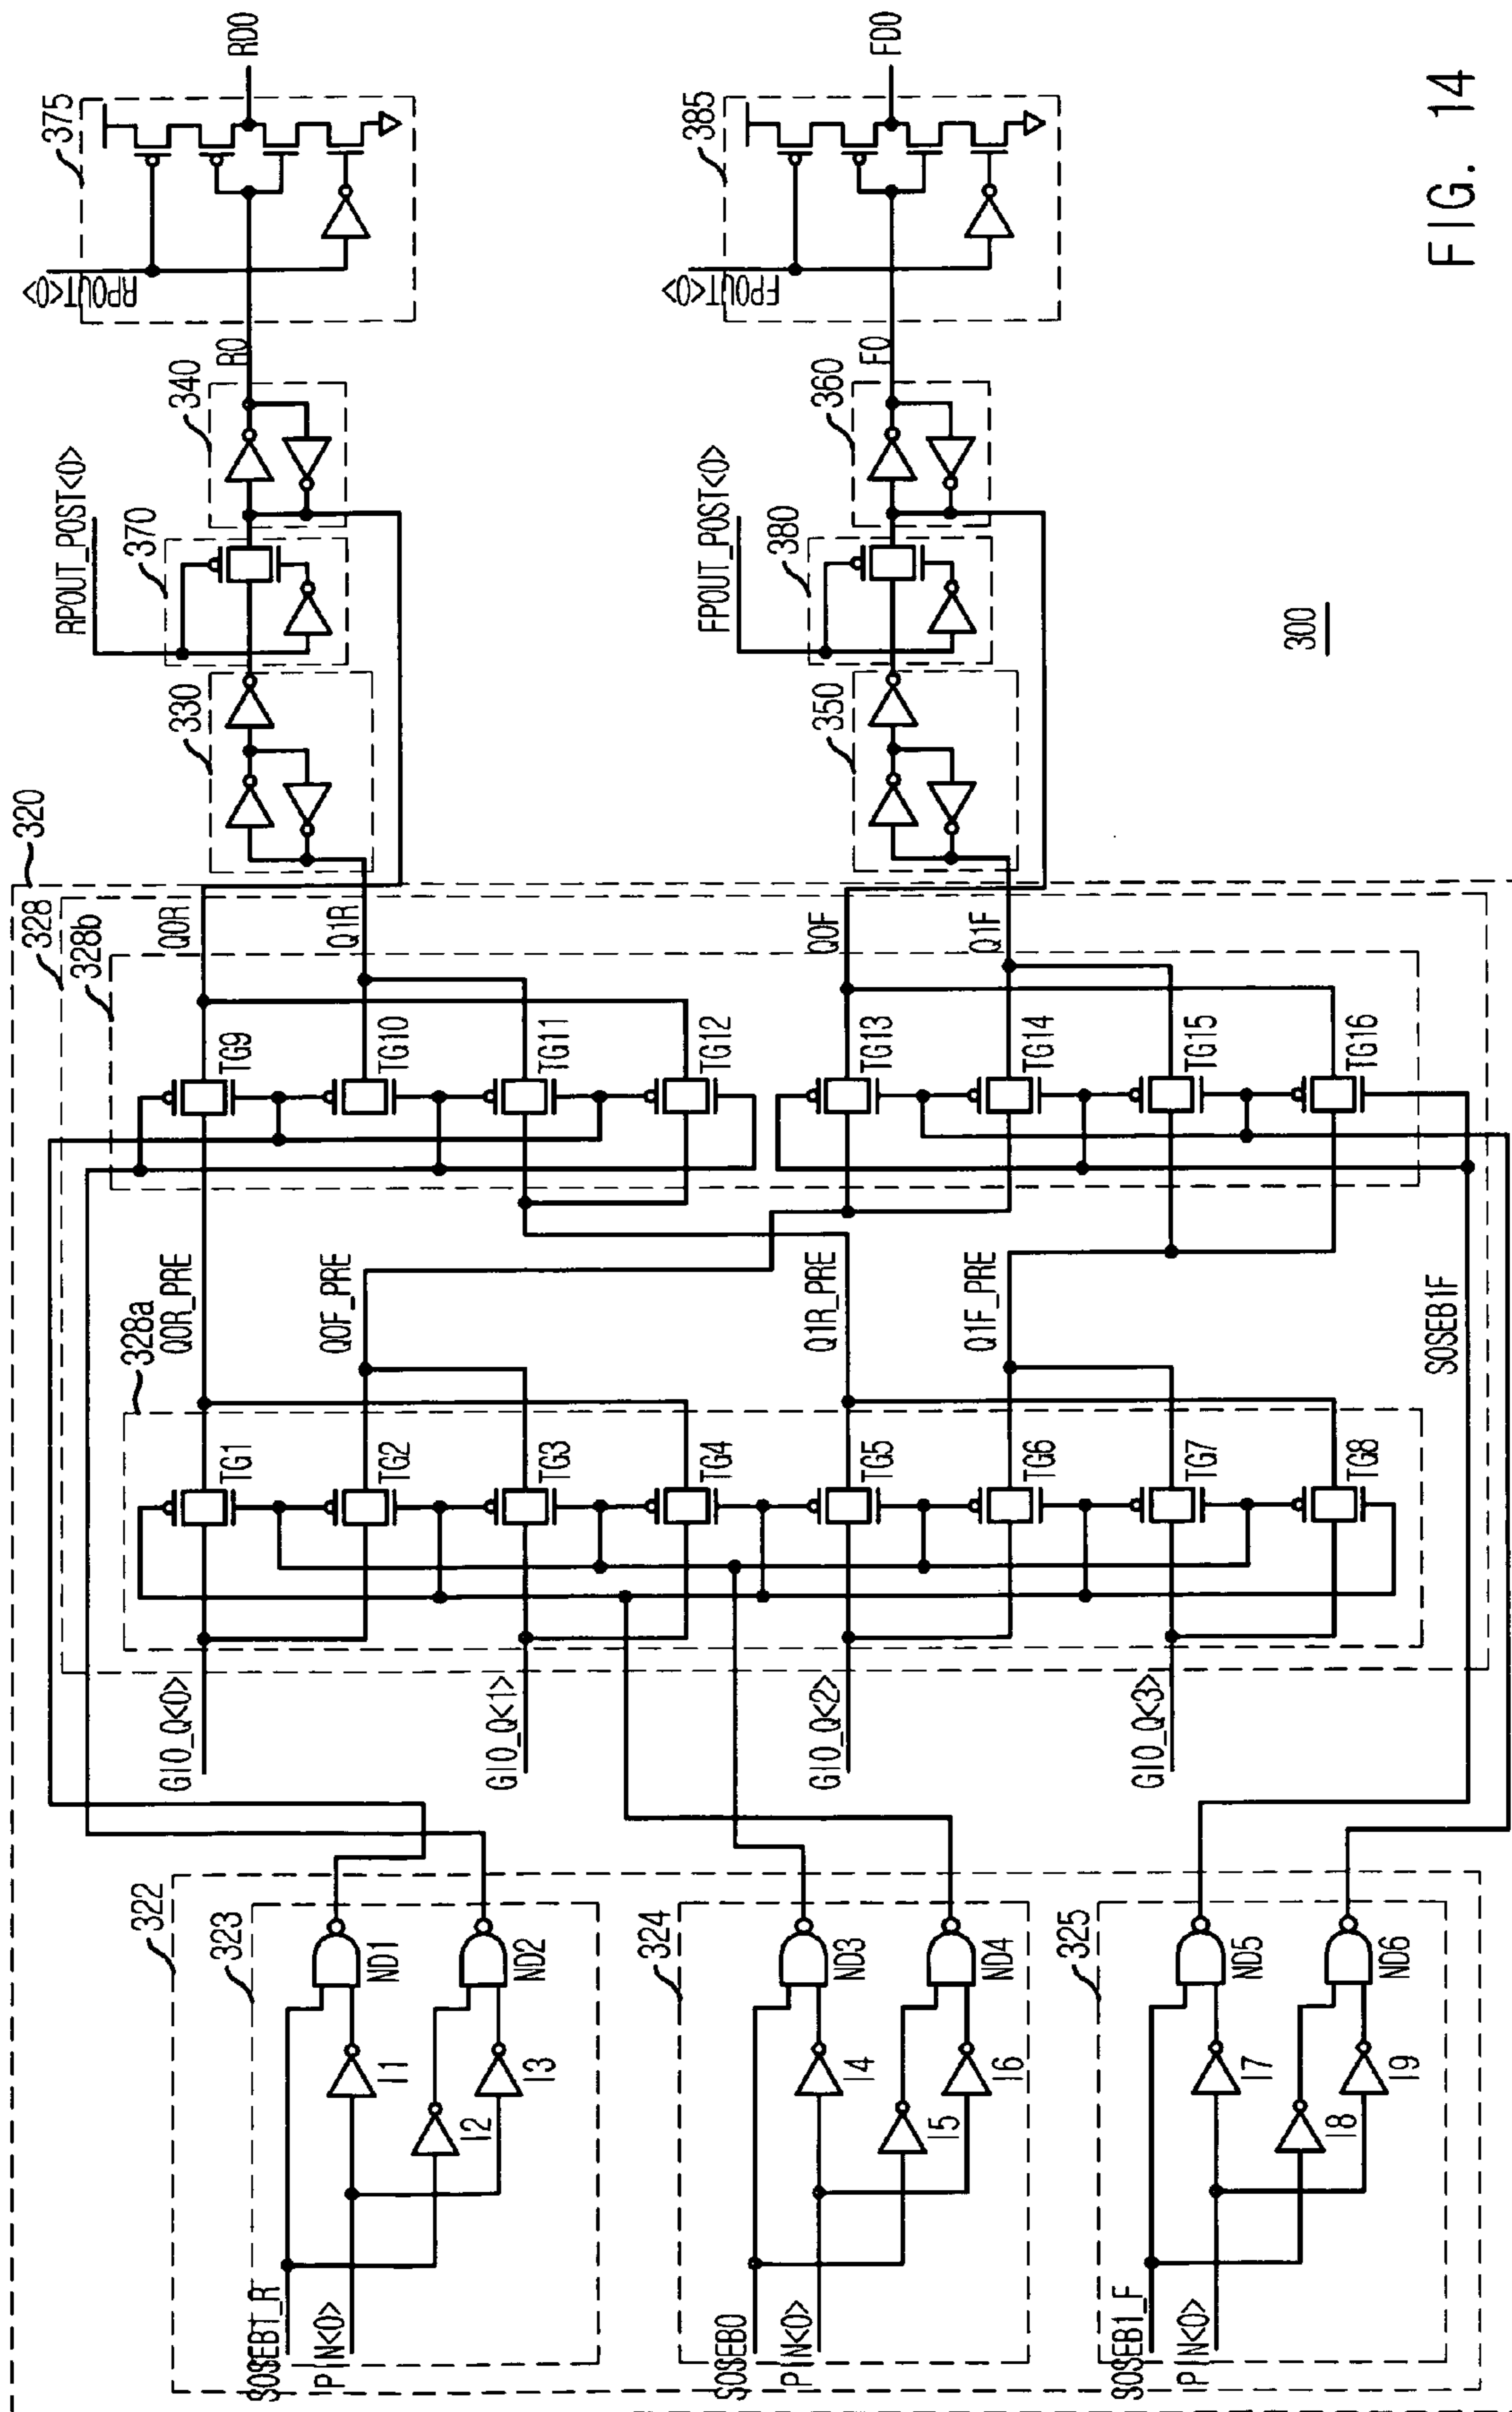 322
323
SOSEB1_R
PIN<0>
I1
I2
I3
ND1
ND2
324
SOSEB0
PIN<0>
I4
I5
I6
ND3
ND4
325
SOSEB1_F
PIN<0>
I7
I8
I9
ND5
ND6
320
328
328a
328b
GIO_Q<0>
GIO_Q<1>
GIO_Q<2>
GIO_Q<3>
TG1
TG2
TG3
TG4
TG5
TG6
TG7
TG8
Q0R_PRE
Q0F_PRE
Q1R_PRE
Q1F_PRE
SOSEB1F
TG9
TG10
TG11
TG12
TG13
TG14
TG15
TG16
Q0R
Q1R
Q0F
Q1F
330
370
RPOUT_POST<0>
340
R0
375
RPOUT<0>
RDO
350
380
FPOUT_POST<0>
360
F0
385
FPOUT<0>
FDO
300
FIG. 14